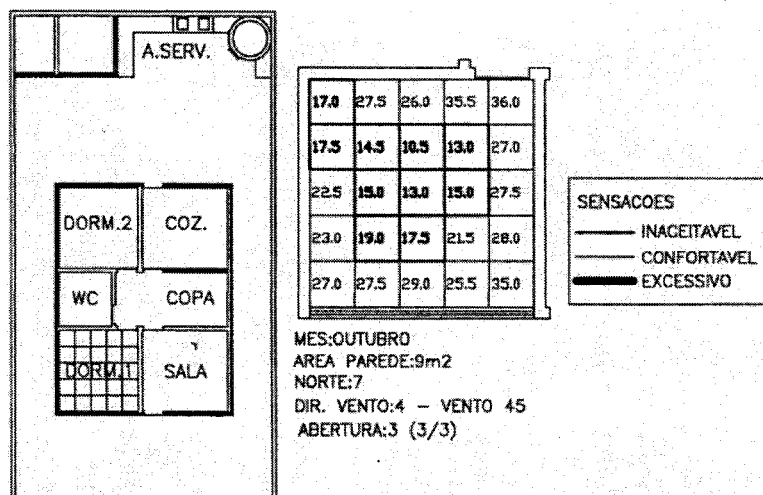 A.SERV.
DORM.2 COZ.
WC COPA
DORM.1 SALA
17.0 27.5 26.0 35.5 36.0
17.5 14.5 10.5 13.0 27.0
22.5 15.0 13.0 15.0 27.5
23.0 19.0 17.5 21.5 28.0
27.0 27.5 29.0 25.5 35.0
MES:OUTUBRO
AREA PAREDE:9m2
NORTE:7
DIR. VENTO:4 - VENTO 45
ABERTURA:3 (3/3)
SENSACOES
INACEITAVEL
CONFORTAVEL
EXCESSIVO